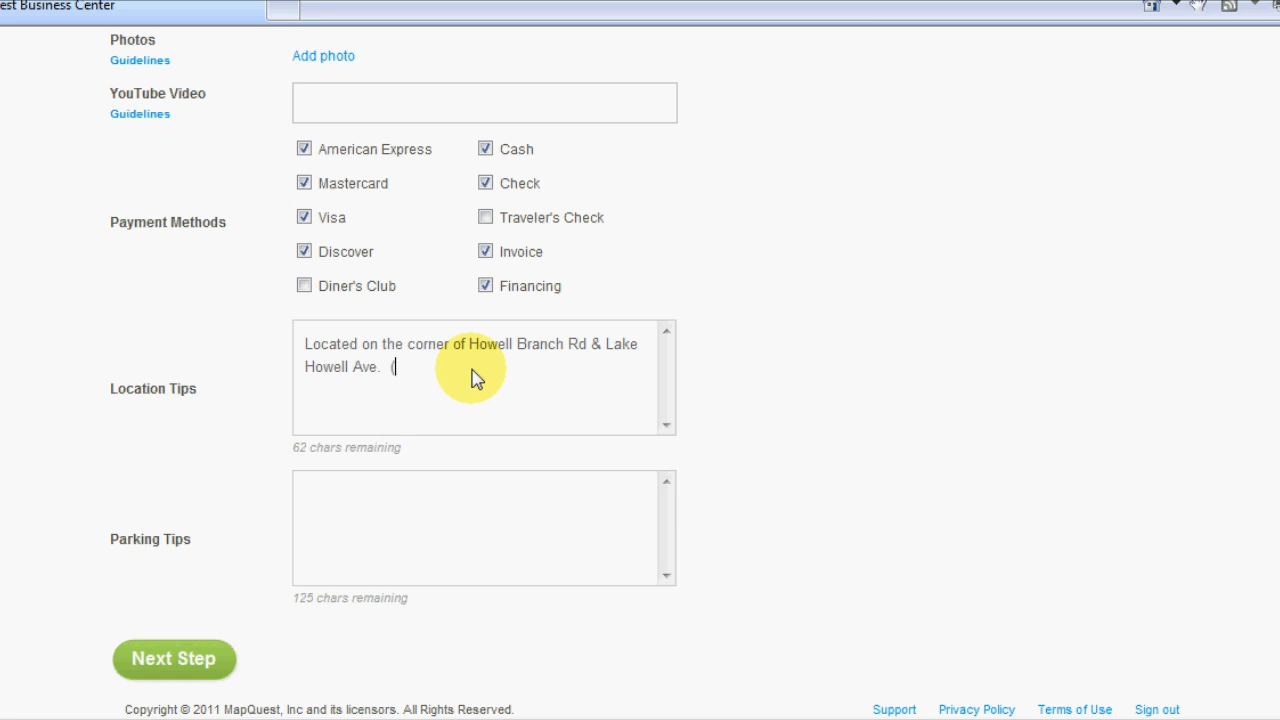 est Business Center
Photos
Guidelines
Add photo
YouTube Video
Guidelines
Payment Methods
American Express
Cash
Mastercard
Check
Visa
Traveler's Check
Discover
Invoice
Diner's Club
Financing
Location Tips
Located on the corner of Howell Branch Rd & Lake
Howell Ave.  (
62 chars remaining
Parking Tips
125 chars remaining
Next Step
Copyright © 2011 MapQuest, Inc and its licensors. All Rights Reserved.
Support
Privacy Policy
Terms of Use
Sign out